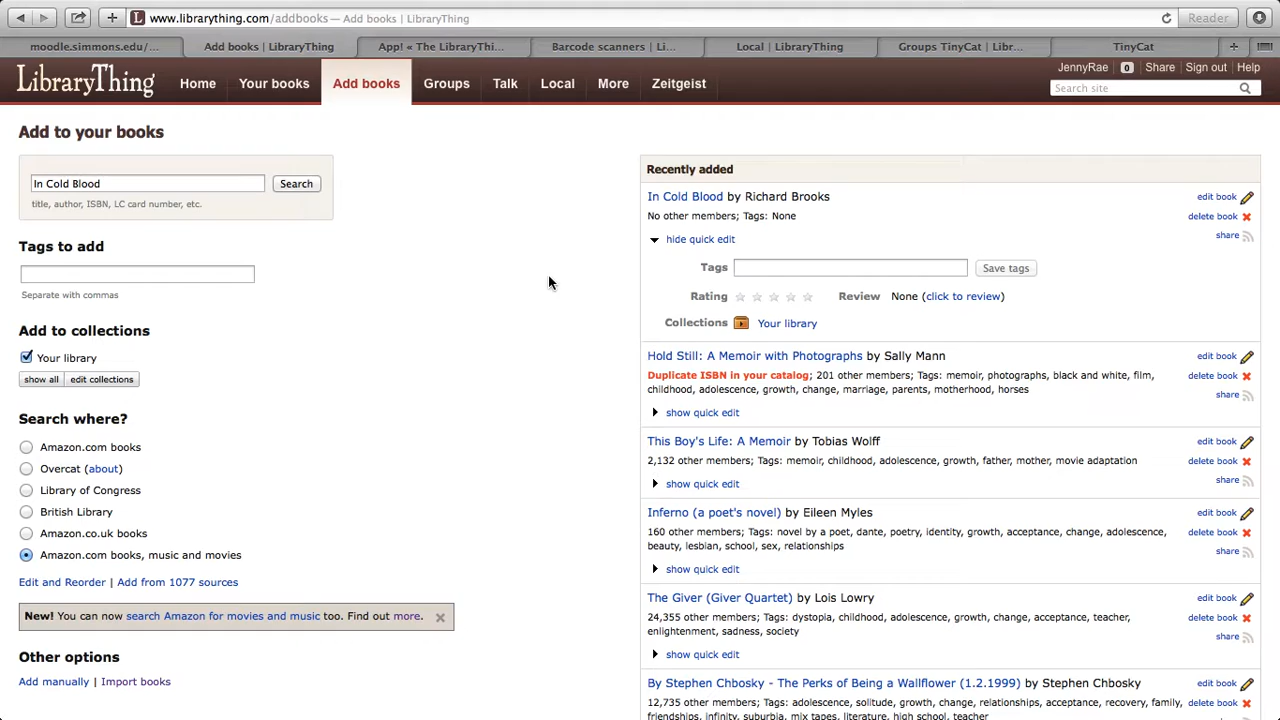 www.librarything.com/addbooks — Add books | LibraryThing
Reader
moodle.simmons.edu/...
Add books | LibraryThing
App! « The LibraryThi...
Barcode scanners | Li...
Local | LibraryThing
Groups TinyCat | Libr...
TinyCat
JennyRae 0 Share Sign out Help
LibraryThing Home Your books Add books Groups Talk Local More Zeitgeist
Search site
Add to your books
In Cold Blood Search
title, author, ISBN, LC card number, etc.
Tags to add
Separate with commas
Add to collections
Your library
show all edit collections
Search where?
Amazon.com books
Overcat (about)
Library of Congress
British Library
Amazon.co.uk books
Amazon.com books, music and movies
Edit and Reorder | Add from 1077 sources
New! You can now search Amazon for movies and music too. Find out more.
Other options
Add manually | Import books
Recently added
In Cold Blood by Richard Brooks edit book
No other members; Tags: None delete book
hide quick edit share
Tags Save tags
Rating Review None (click to review)
Collections Your library
Hold Still: A Memoir with Photographs by Sally Mann edit book
Duplicate ISBN in your catalog; 201 other members; Tags: memoir, photographs, black and white, film, delete book
childhood, adolescence, growth, change, marriage, parents, motherhood, horses share
show quick edit
This Boy's Life: A Memoir by Tobias Wolff edit book
2,132 other members; Tags: memoir, childhood, adolescence, growth, father, mother, movie adaptation delete book
show quick edit share
Inferno (a poet's novel) by Eileen Myles edit book
160 other members; Tags: novel by a poet, dante, poetry, identity, growth, acceptance, change, adolescence, delete book
beauty, lesbian, school, sex, relationships share
show quick edit
The Giver (Giver Quartet) by Lois Lowry edit book
24,355 other members; Tags: dystopia, childhood, adolescence, growth, change, acceptance, teacher, delete book
enlightenment, sadness, society share
show quick edit
By Stephen Chbosky - The Perks of Being a Wallflower (1.2.1999) by Stephen Chbosky edit book
12,735 other members; Tags: adolescence, solitude, growth, change, relationships, acceptance, recovery, family, delete book
friendships, infinity, suburbia, mix tapes, literature, high school, teacher